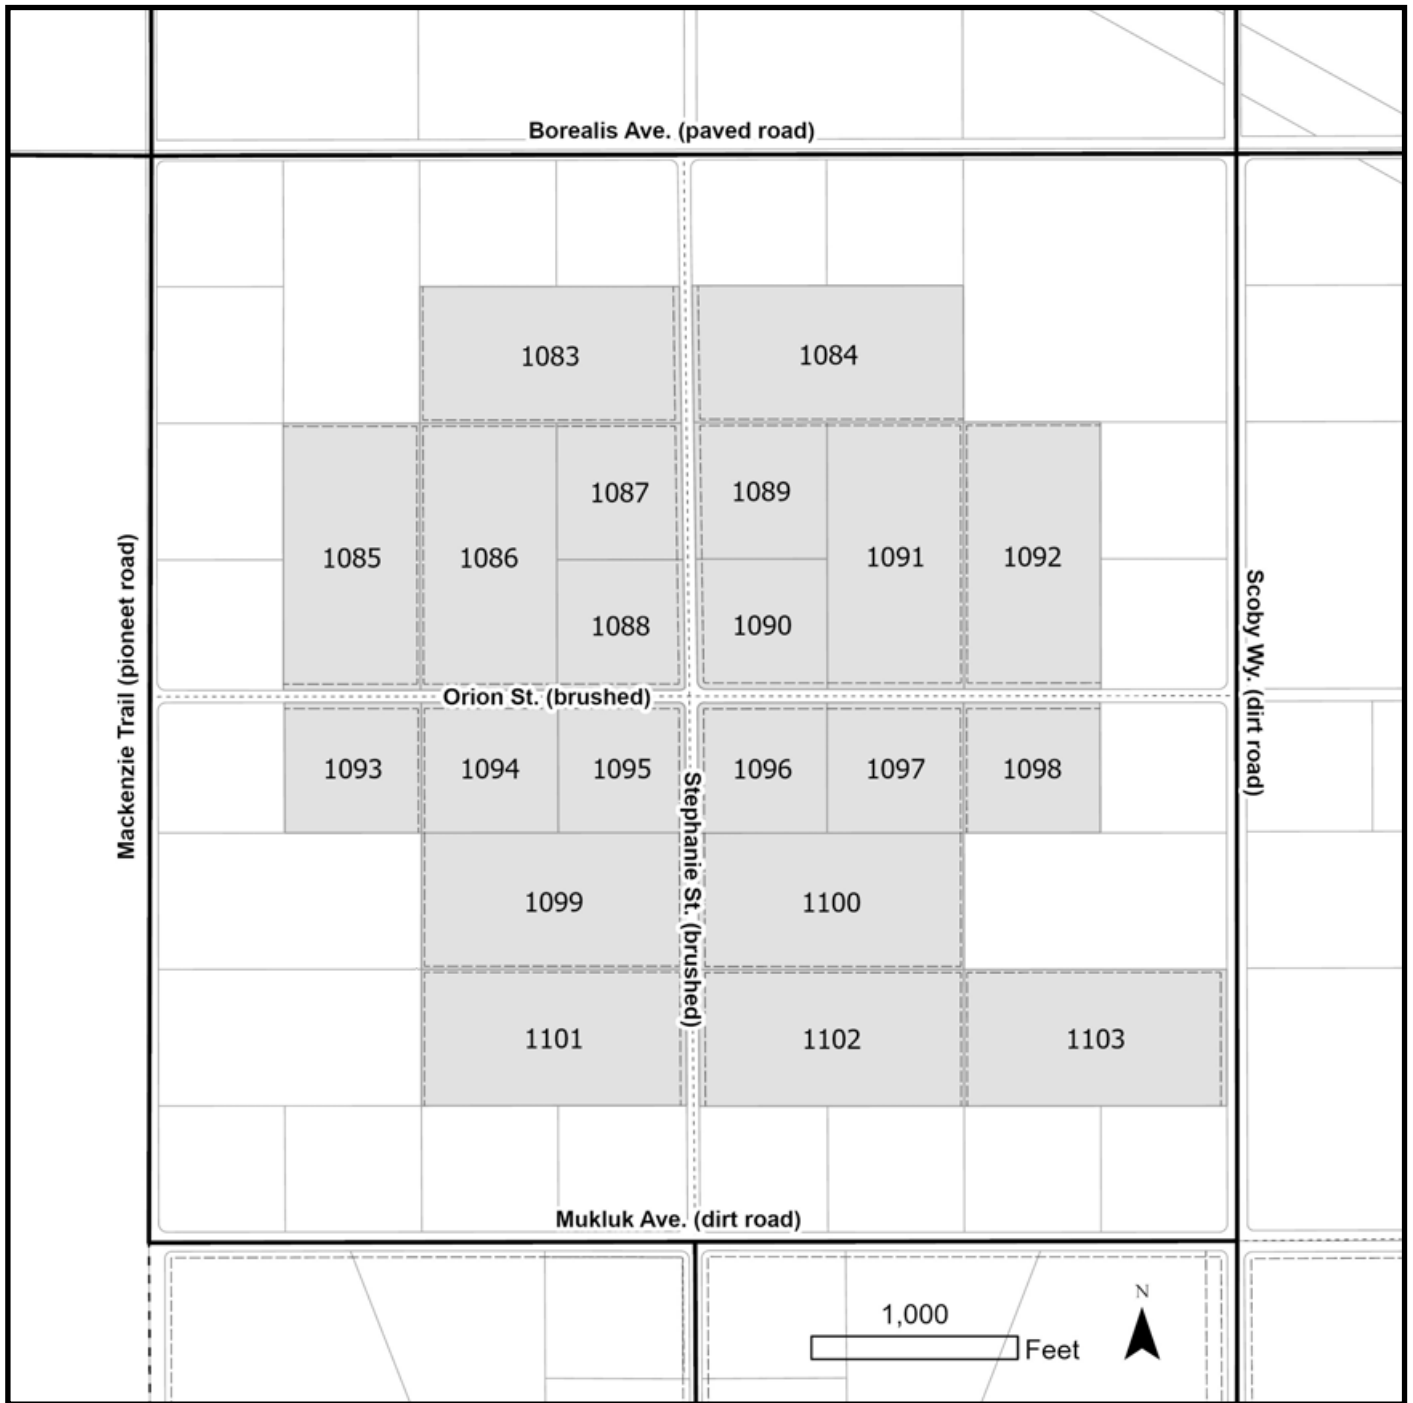 Borealis Ave. (paved road)
1083
1084
1085
1086
1087
1088
1089
1090
1091
1092
Mackenzie Trail (pioneet road)
Scoby Wy. (dirt road)
Orion St. (brushed)
1093
1094
1095
1096
1097
1098
Stephanie St. (brushed)
1099
1100
1101
1102
1103
Mukluk Ave. (dirt road)
N
1,000
Feet